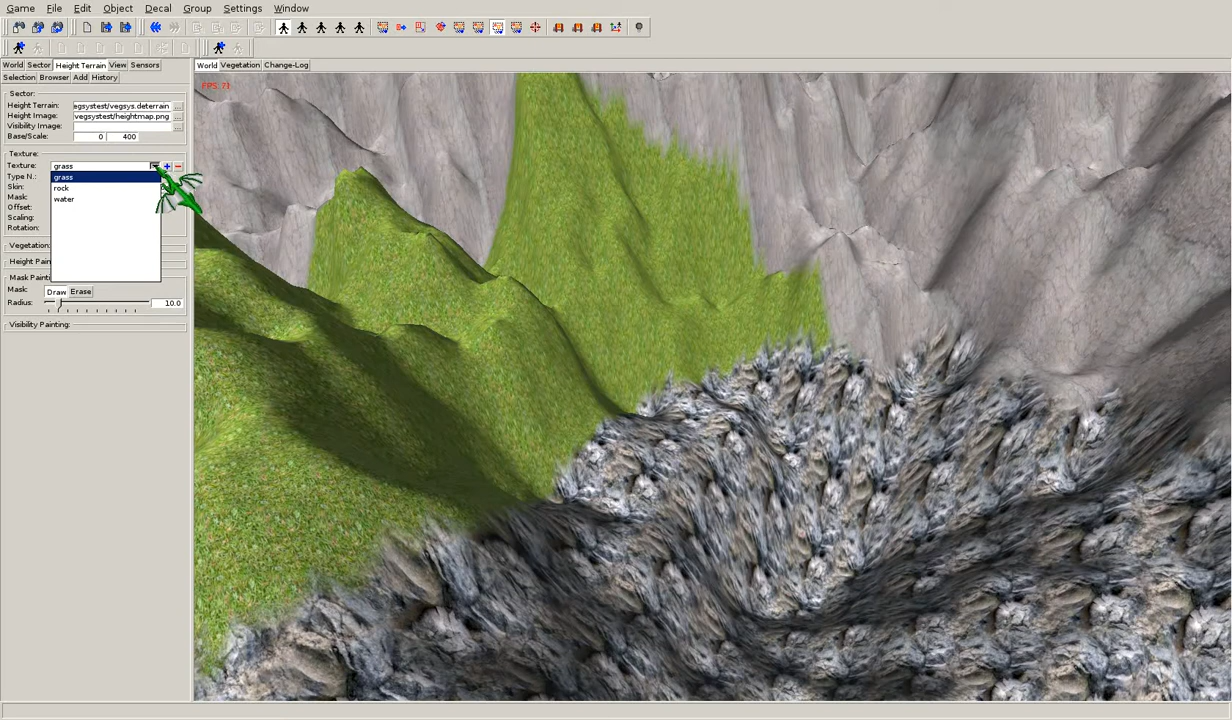 Game File Edit Object Decal Group Settings Window
World Sector Height Terrain View Sensors
Selection Browser Add History
World Vegetation Change-Log
FPS: 71
Sector:
Height Terrain: egsystest/vegsys.deterrain ...
Height Image: vegsystest/heightmap.png ...
Visibility Image: ...
Base/Scale: 0 400
Texture:
Texture: grass
Type N.: grass
Skin: rock
Mask: water
Offset:
Scaling:
Rotation:
Vegetation:
Height Pain
Mask Painti
Mask: Draw Erase
Radius: 10.0
Visibility Painting: